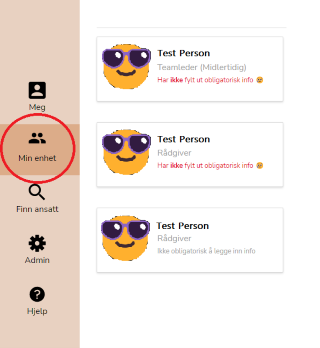 Meg
Min enhet
Finn ansatt
Admin
Hjelp
Test Person
Teamleder (Midlertidig)
Har ikke fylt ut obligatorisk info
Test Person
Rådgiver
Har ikke fylt ut obligatorisk info
Test Person
Rådgiver
Ikke obligatorisk å legge inn info